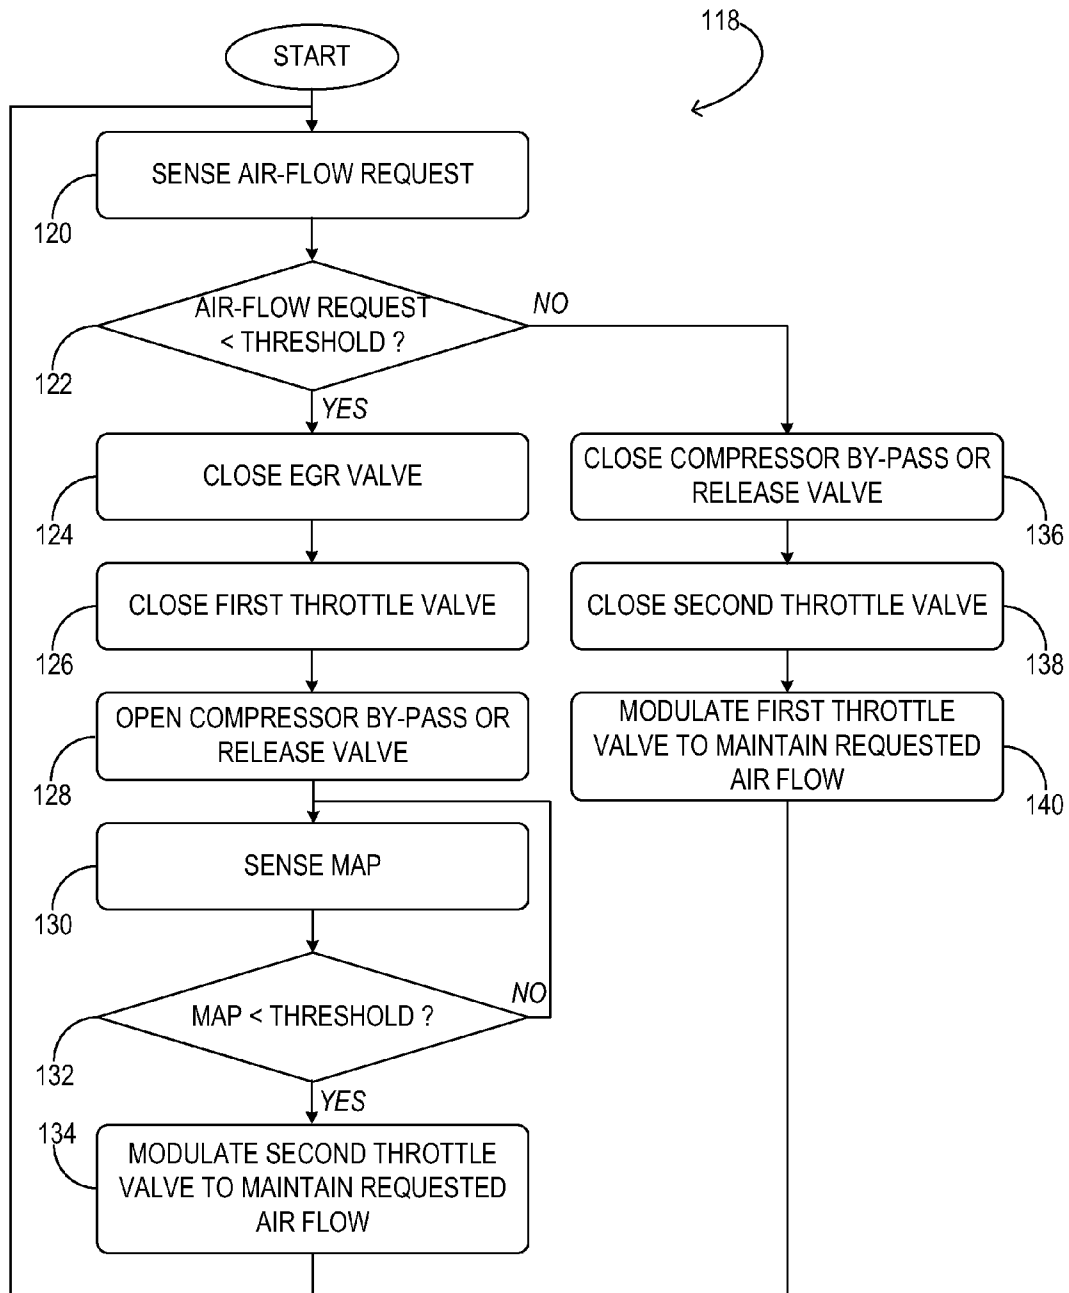 118
START
SENSE AIR-FLOW REQUEST
120
AIR-FLOW REQUEST
< THRESHOLD ?
NO
122
YES
CLOSE EGR VALVE
124
CLOSE COMPRESSOR BY-PASS OR
RELEASE VALVE
136
CLOSE FIRST THROTTLE VALVE
126
CLOSE SECOND THROTTLE VALVE
138
OPEN COMPRESSOR BY-PASS OR
RELEASE VALVE
128
MODULATE FIRST THROTTLE
VALVE TO MAINTAIN REQUESTED
AIR FLOW
140
SENSE MAP
130
MAP < THRESHOLD ?
NO
132
YES
134
MODULATE SECOND THROTTLE
VALVE TO MAINTAIN REQUESTED
AIR FLOW